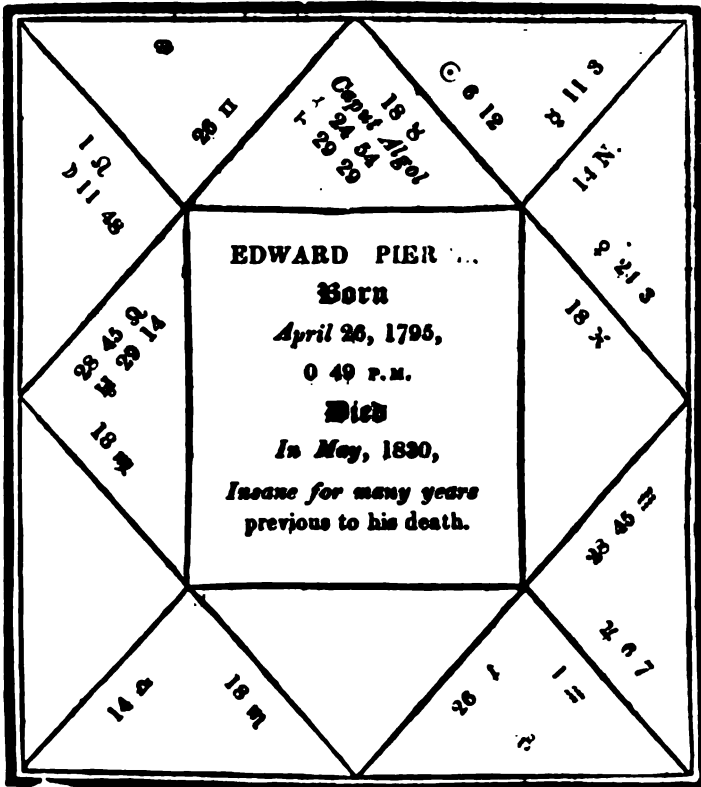 26 ♊
18 ♉
Caput Algol
24 54
29 29
☉ 6 12
☿ 11 3
14 N.
♀ 21 3
18 ♓
1 ♌
☽ 11 48
28 45 ♌
♅ 29 14
18 ♍
EDWARD PIER
Born
April 26, 1795,
0 49 P.M.
Died
In May, 1830,
Insane for many years
previous to his death.
45 ♒
♃ 6 7
14 ♎
18 ♏
26 ♐
1 ♒